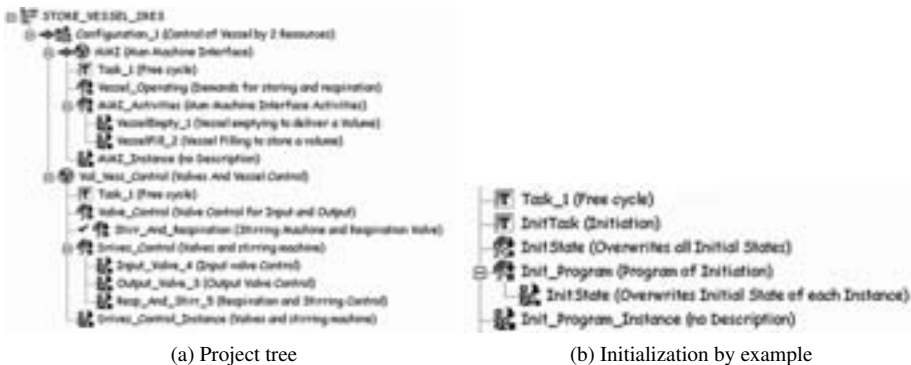 STORE_VESSEL_2RES
Configuration_1 (Control of Vessel by 2 Resources)
MMI (Man Machine Interface)
Task_1 (Free cycle)
Vessel_Operating (Demands for storing and respiration)
MMI_Activities (Man Machine Interface Activities)
VesselEmpty_1 (Vessel emptying to deliver a Volume)
VesselFill_2 (Vessel Filling to store a volume)
MMI_Instance (no Description)
Val_Vess_Control (Valves And Vessel Control)
Task_1 (Free cycle)
Valve_Control (Valve Control for Input and Output)
Stirr_And_Respiration (Stirring Machine and Respiration Valve)
Drives_Control (Valves and stirring machine)
Input_Valve_4 (Input valve Control)
Output_Valve_3 (Output Valve Control)
Resp_And_Stirr_5 (Respiration and Stirring Control)
Drives_Control_Instance (Valves and stirring machine)
(a) Project tree
Task_1 (Free cycle)
InitTask (Initiation)
InitState (Overwrites all Initial States)
Init_Program (Program of Initiation)
InitState (Overwrites Initial State of each Instance)
Init_Program_Instance (no Description)
(b) Initialization by example